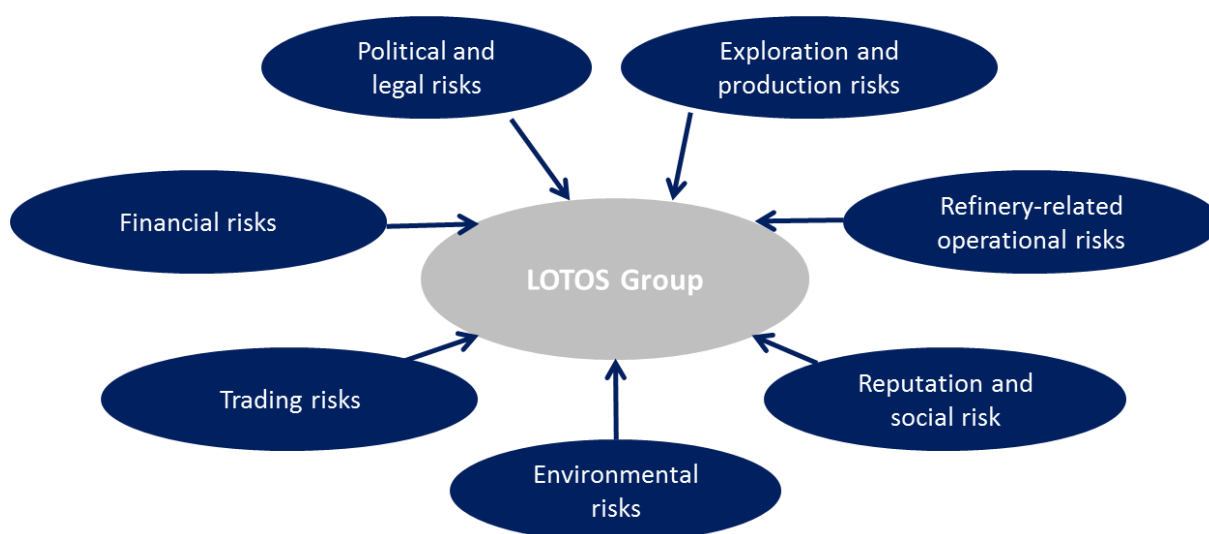 Political and
legal risks
Exploration and
production risks
Financial risks
Refinery-related
operational risks
LOTOS Group
Trading risks
Reputation and
social risk
Environmental
risks